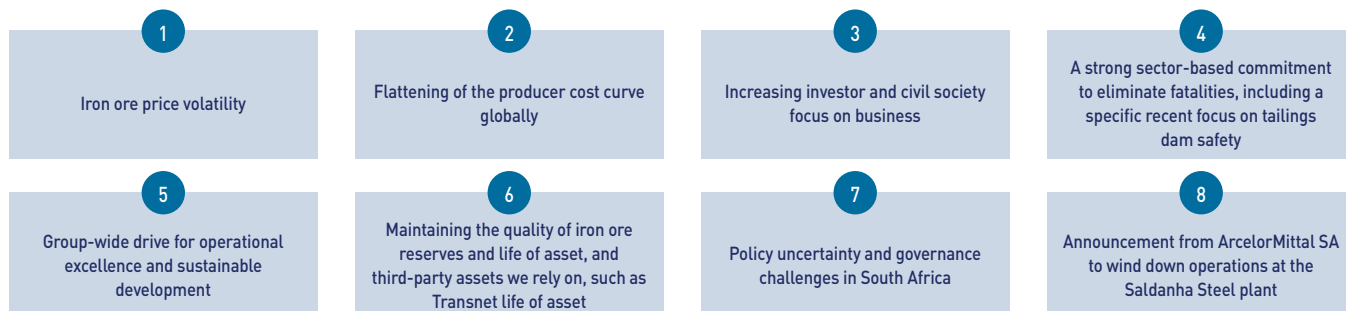 1
Iron ore price volatility
2
Flattening of the producer cost curve
globally
3
Increasing investor and civil society
focus on business
4
A strong sector-based commitment
to eliminate fatalities, including a
specific recent focus on tailings
dam safety
5
Group-wide drive for operational
excellence and sustainable
development
6
Maintaining the quality of iron ore
reserves and life of asset, and
third-party assets we rely on, such as
Transnet life of asset
7
Policy uncertainty and governance
challenges in South Africa
8
Announcement from ArcelorMittal SA
to wind down operations at the
Saldanha Steel plant